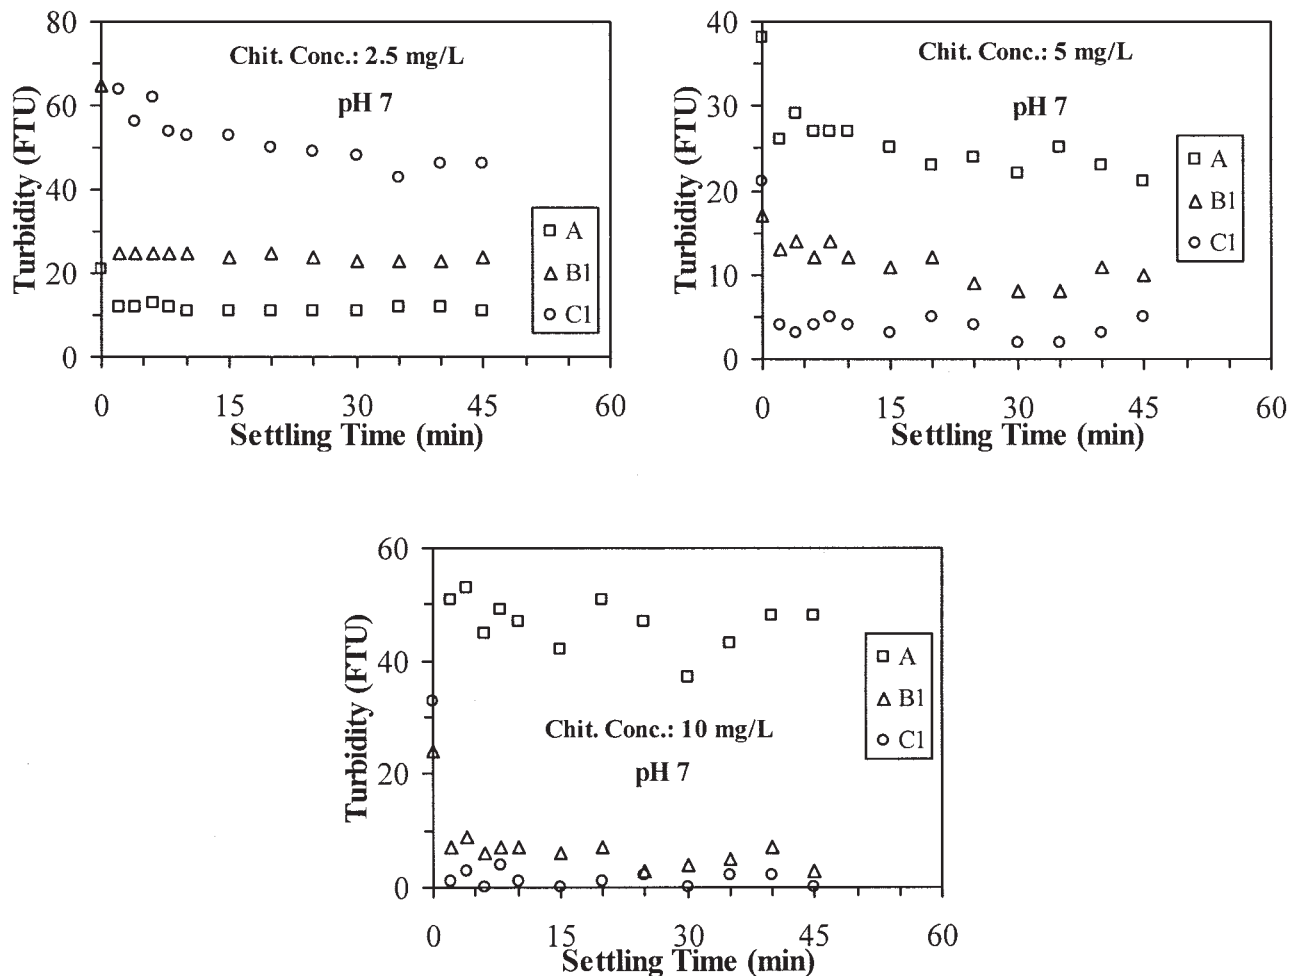 80
60
40
20
0
Turbidity (FTU)
Chit. Conc.: 2.5 mg/L
pH 7
A
B1
C1
0 15 30 45 60
Settling Time (min)
40
30
20
10
0
Turbidity (FTU)
Chit. Conc.: 5 mg/L
pH 7
A
B1
C1
0 15 30 45 60
Settling Time (min)
60
40
20
0
Turbidity (FTU)
Chit. Conc.: 10 mg/L
pH 7
A
B1
C1
0 15 30 45 60
Settling Time (min)